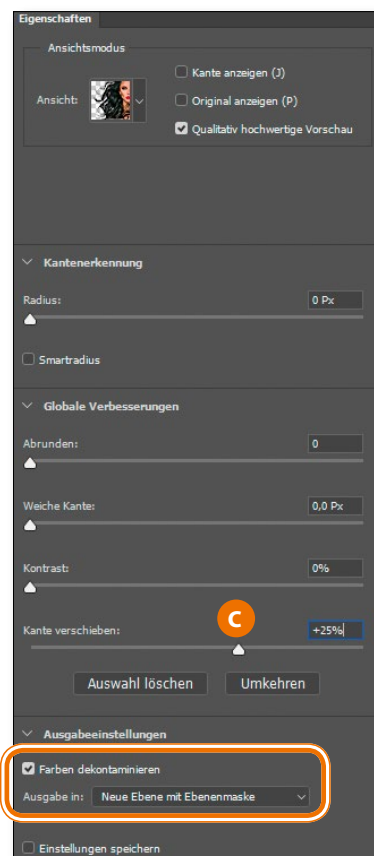 Eigenschaften
Ansichtsmodus
Ansicht:
Kante anzeigen (J)
Original anzeigen (P)
Qualitativ hochwertige Vorschau
Kantenerkennung
Radius: 0 Px
Smartradius
Globale Verbesserungen
Abrunden: 0
Weiche Kante: 0,0 Px
Kontrast: 0%
C
Kante verschieben: +25%
Auswahl löschen Umkehren
Ausgabeeinstellungen
Farben dekontaminieren
Ausgabe in: Neue Ebene mit Ebenenmaske
Einstellungen speichern